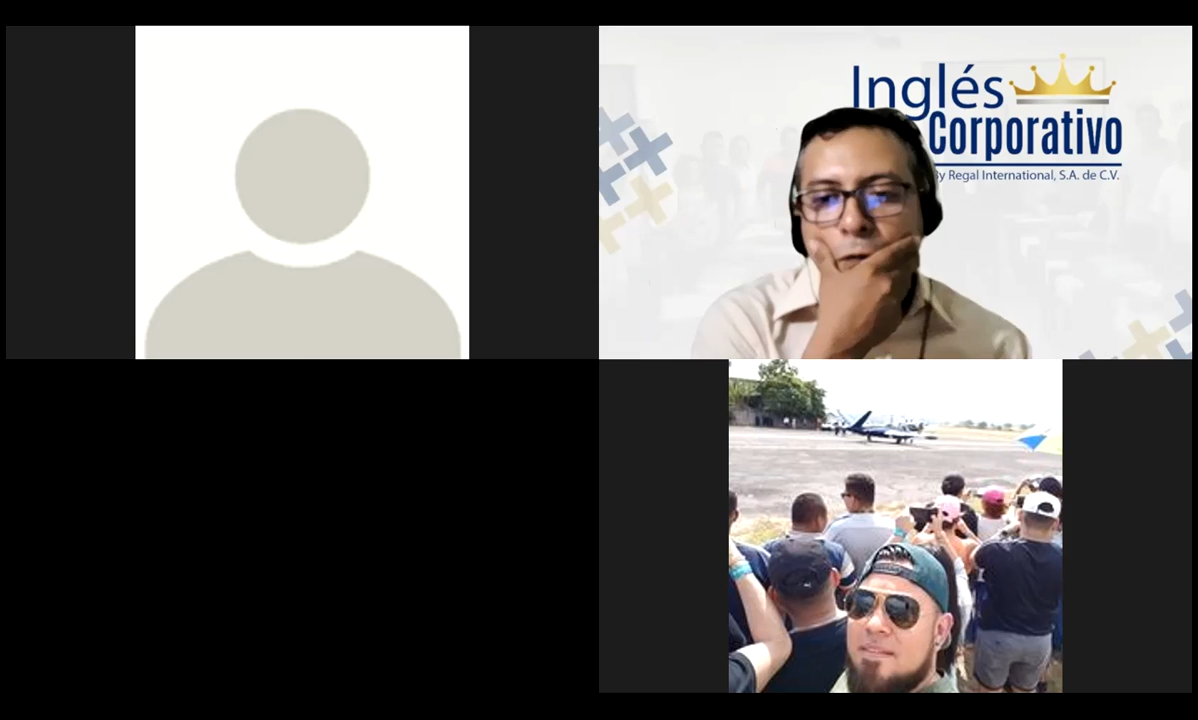 Inglés
Corporativo
By Regal International, S.A. de C.V.